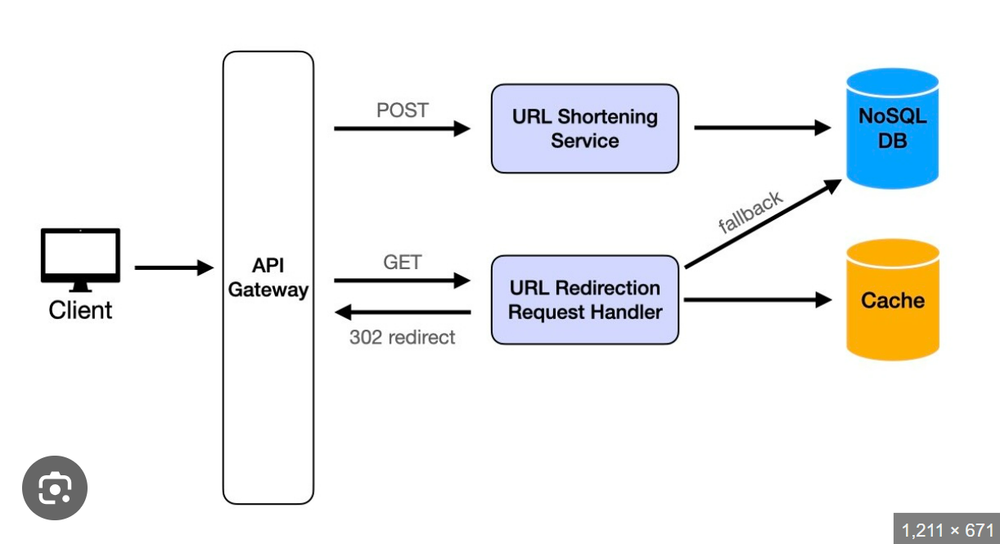 POST
URL Shortening
Service
NoSQL
DB
fallback
Client
API
Gateway
GET
302 redirect
URL Redirection
Request Handler
Cache
1,211 × 671